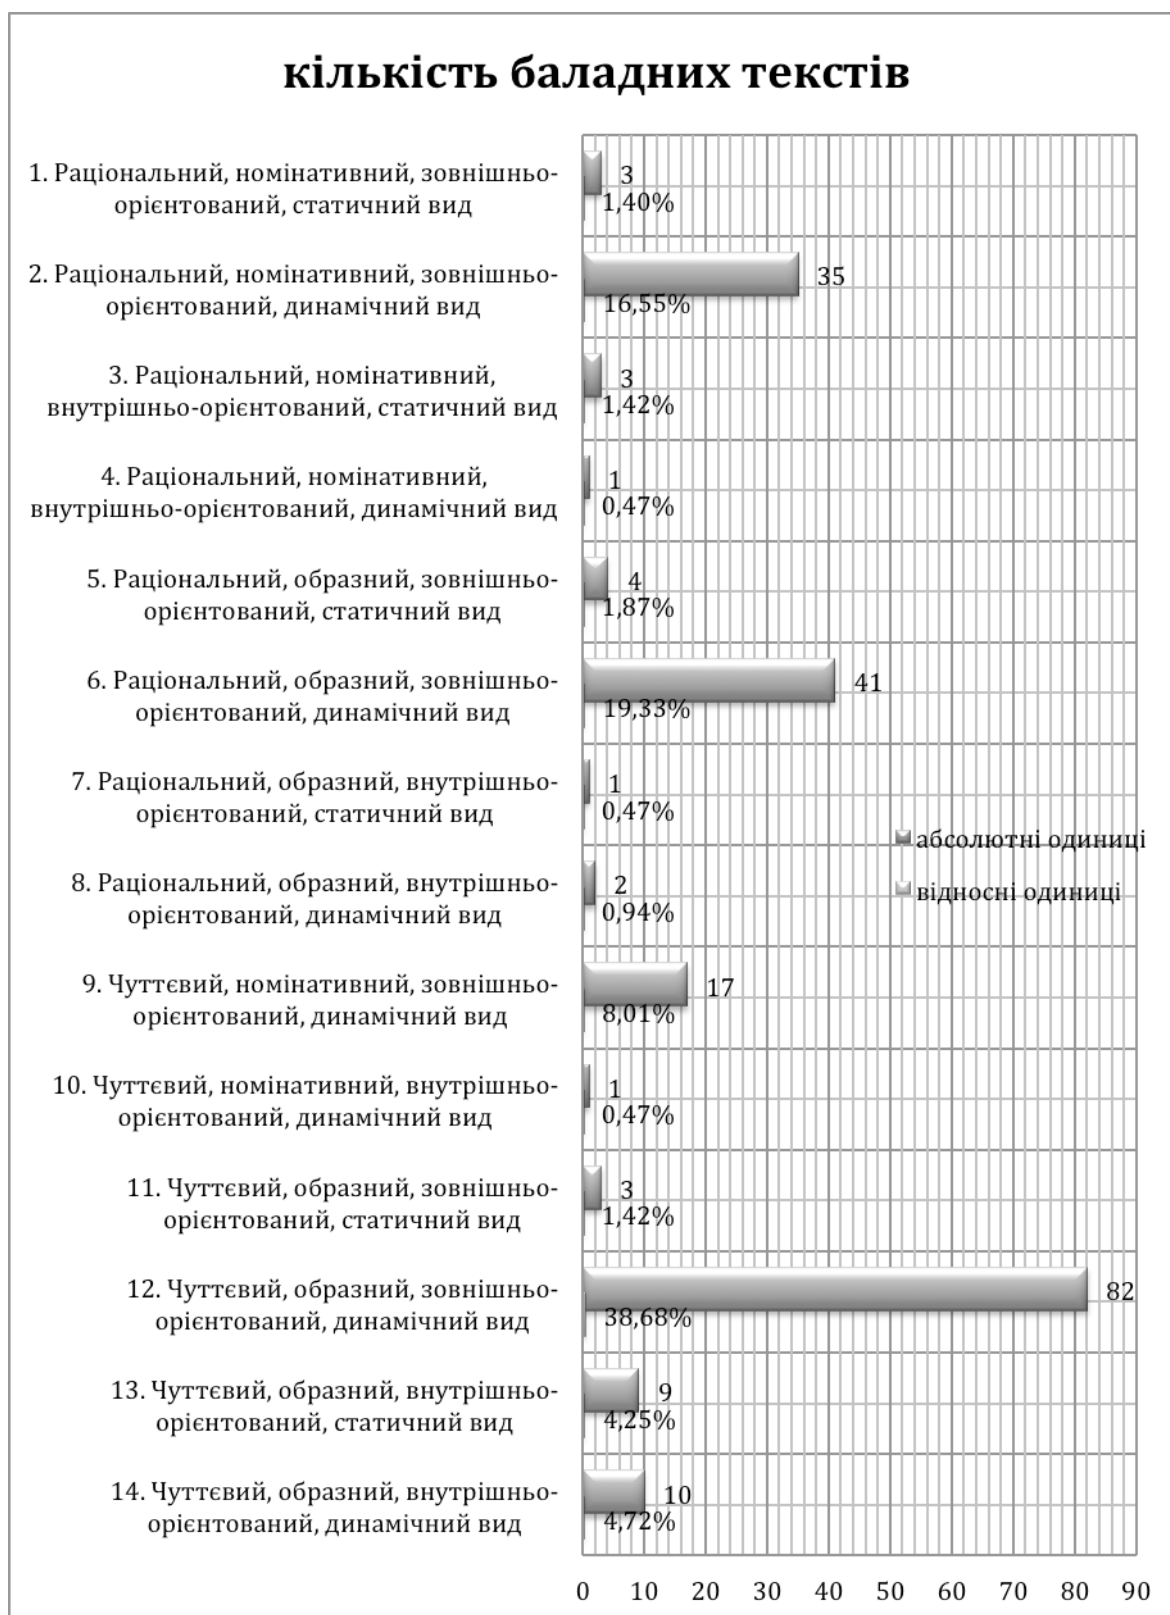 кількість баладних текстів
1. Раціональний, номінативний, зовнішньо-
орієнтований, статичний вид
3
1,40%
2. Раціональний, номінативний, зовнішньо-
орієнтований, динамічний вид
35
16,55%
3. Раціональний, номінативний,
внутрішньо-орієнтований, статичний вид
3
1,42%
4. Раціональний, номінативний,
внутрішньо-орієнтований, динамічний вид
1
0,47%
5. Раціональний, образний, зовнішньо-
орієнтований, статичний вид
4
1,87%
6. Раціональний, образний, зовнішньо-
орієнтований, динамічний вид
41
19,33%
7. Раціональний, образний, внутрішньо-
орієнтований, статичний вид
1
0,47%
абсолютні одиниці
8. Раціональний, образний, внутрішньо-
орієнтований, динамічний вид
2
0,94%
відносні одиниці
9. Чуттєвий, номінативний, зовнішньо-
орієнтований, динамічний вид
17
8,01%
10. Чуттєвий, номінативний, внутрішньо-
орієнтований, динамічний вид
1
0,47%
11. Чуттєвий, образний, зовнішньо-
орієнтований, статичний вид
3
1,42%
12. Чуттєвий, образний, зовнішньо-
орієнтований, динамічний вид
82
38,68%
13. Чуттєвий, образний, внутрішньо-
орієнтований, статичний вид
9
4,25%
14. Чуттєвий, образний, внутрішньо-
орієнтований, динамічний вид
10
4,72%
0 10 20 30 40 50 60 70 80 90